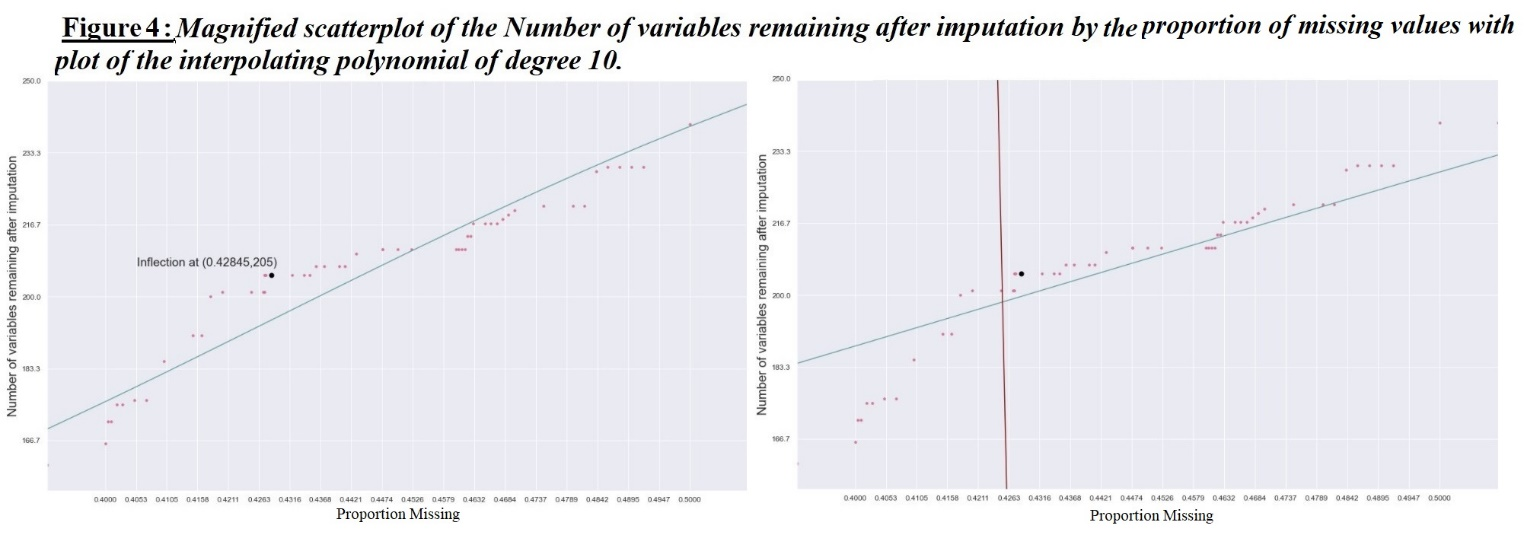 Figure 4: Magnified scatterplot of the Number of variables remaining after imputation by the proportion of missing values with
plot of the interpolating polynomial of degree 10.
Number of variables remaining after imputation
250.0
233.3
216.7
200.0
183.3
166.7
Inflection at (0.42845,205)
0.4000 0.4053 0.4105 0.4158 0.4211 0.4263 0.4316 0.4368 0.4421 0.4474 0.4526 0.4579 0.4632 0.4684 0.4737 0.4789 0.4842 0.4895 0.4947 0.5000
Proportion Missing
Number of variables remaining after imputation
250.0
233.3
216.7
200.0
183.3
166.7
0.4000 0.4053 0.4105 0.4158 0.4211 0.4263 0.4316 0.4368 0.4421 0.4474 0.4526 0.4579 0.4632 0.4684 0.4737 0.4789 0.4842 0.4895 0.4947 0.5000
Proportion Missing